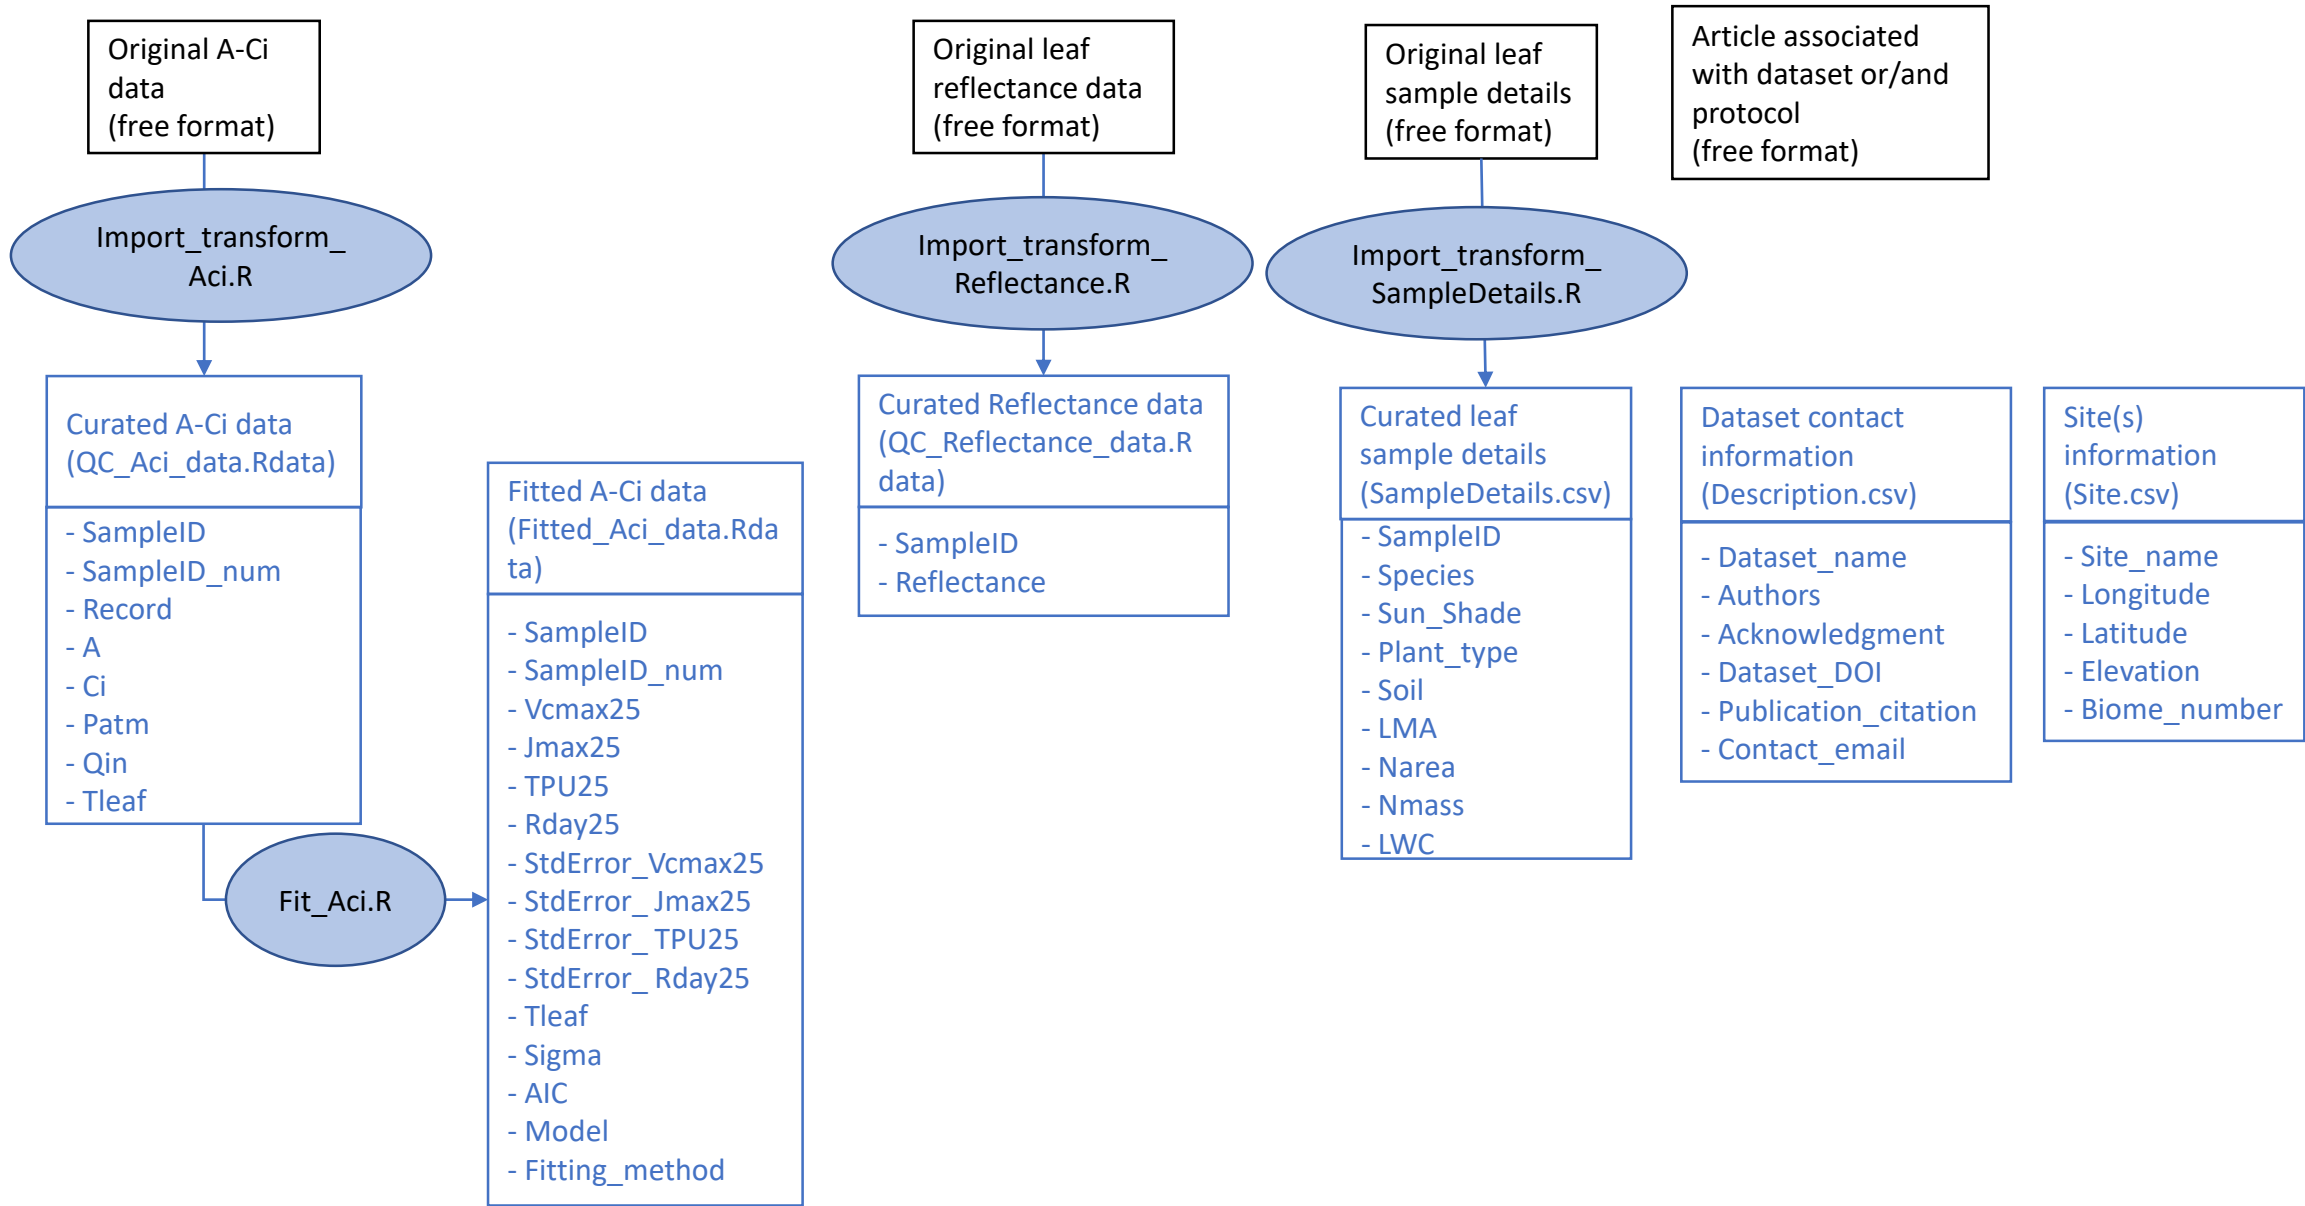 Original A-Ci
data
(free format)
Original leaf
reflectance data
(free format)
Original leaf
sample details
(free format)
Article associated
with dataset or/and
protocol
(free format)
Import_transform_
Aci.R
Import_transform_
Reflectance.R
Import_transform_
SampleDetails.R
Curated A-Ci data
(QC_Aci_data.Rdata)
- SampleID
- SampleID_num
- Record
- A
- Ci
- Patm
- Qin
- Tleaf
Fit_Aci.R
Fitted A-Ci data
(Fitted_Aci_data.Rda
ta)
- SampleID
- SampleID_num
- Vcmax25
- Jmax25
- TPU25
- Rday25
- StdError_Vcmax25
- StdError_ Jmax25
- StdError_ TPU25
- StdError_ Rday25
- Tleaf
- Sigma
- AIC
- Model
- Fitting_method
Curated Reflectance data
(QC_Reflectance_data.R
data)
- SampleID
- Reflectance
Curated leaf
sample details
(SampleDetails.csv)
- SampleID
- Species
- Sun_Shade
- Plant_type
- Soil
- LMA
- Narea
- Nmass
- LWC
Dataset contact
information
(Description.csv)
- Dataset_name
- Authors
- Acknowledgment
- Dataset_DOI
- Publication_citation
- Contact_email
Site(s)
information
(Site.csv)
- Site_name
- Longitude
- Latitude
- Elevation
- Biome_number